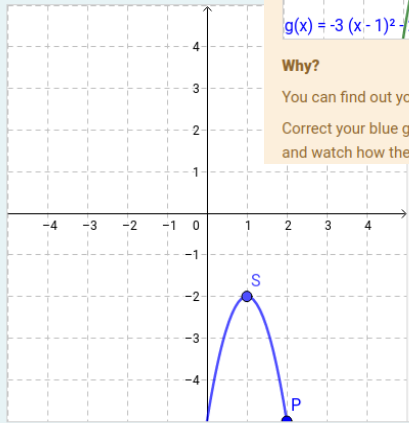 g(x) = -3 (x - 1)² -
Why?
You can find out yo
Correct your blue g
and watch how the
4
3
2
1
−4 −3 −2 −1 0 1 2 3 4
−1
S
−2
−3
−4
P